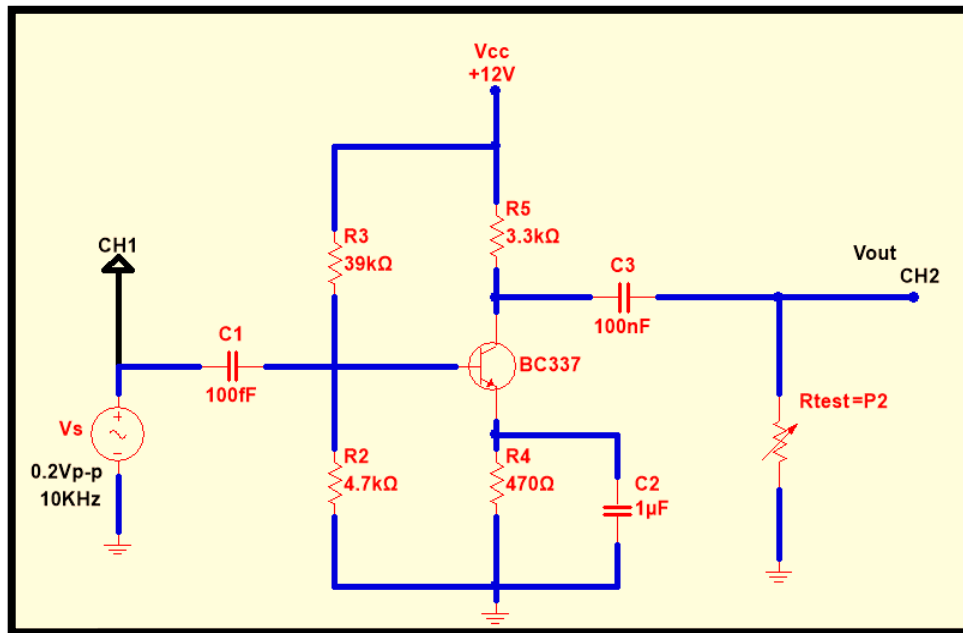 Vcc
+12V
R5
3.3kΩ
R3
39kΩ
CH1
Vout
CH2
C3
100nF
C1
100fF
BC337
Rtest=P2
Vs
0.2Vp-p
10KHz
R2
4.7kΩ
R4
470Ω
C2
1µF